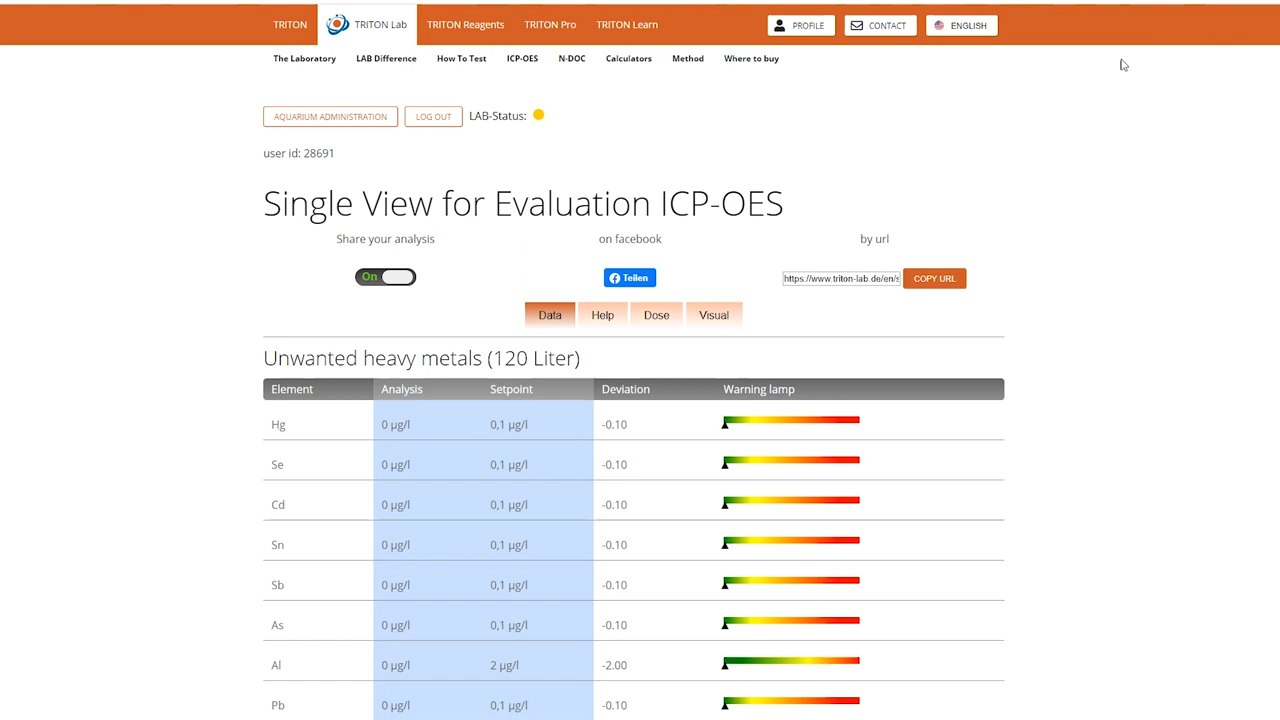 TRITON TRITON Lab TRITON Reagents TRITON Pro TRITON Learn PROFILE CONTACT ENGLISH
The Laboratory LAB Difference How To Test ICP-OES N-DOC Calculators Method Where to buy
AQUARIUM ADMINISTRATION LOG OUT LAB-Status:
user id: 28691
Single View for Evaluation ICP-OES
Share your analysis on facebook by url
On Teilen https://www.triton-lab.de/en/s COPY URL
Data Help Dose Visual
Unwanted heavy metals (120 Liter)
Element Analysis Setpoint Deviation Warning lamp
Hg 0 µg/l 0,1 µg/l -0.10
Se 0 µg/l 0,1 µg/l -0.10
Cd 0 µg/l 0,1 µg/l -0.10
Sn 0 µg/l 0,1 µg/l -0.10
Sb 0 µg/l 0,1 µg/l -0.10
As 0 µg/l 0,1 µg/l -0.10
Al 0 µg/l 2 µg/l -2.00
Pb 0 µg/l 0,1 µg/l -0.10